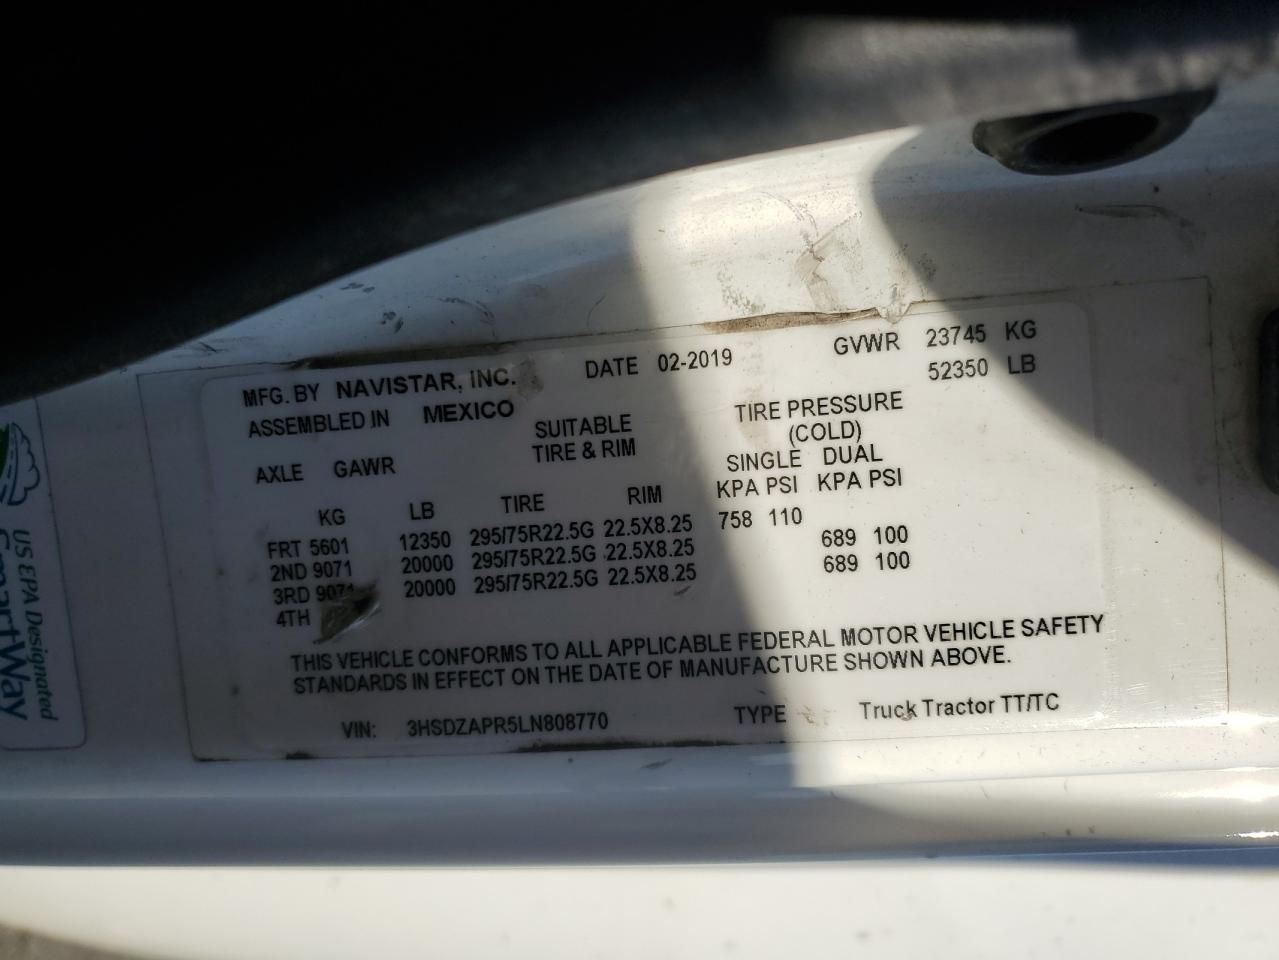 MFG. BY NAVISTAR, INC. DATE 02-2019 GVWR 23745 KG
52350 LB
ASSEMBLED IN MEXICO
SUITABLE TIRE PRESSURE
TIRE & RIM (COLD)
AXLE GAWR SINGLE DUAL
KG LB TIRE RIM KPA PSI KPA PSI
FRT 5601 12350 295/75R22.5G 22.5X8.25 758 110
2ND 9071 20000 295/75R22.5G 22.5X8.25 689 100
3RD 9071 20000 295/75R22.5G 22.5X8.25 689 100
4TH
THIS VEHICLE CONFORMS TO ALL APPLICABLE FEDERAL MOTOR VEHICLE SAFETY
STANDARDS IN EFFECT ON THE DATE OF MANUFACTURE SHOWN ABOVE.
VIN: 3HSDZAPR5LN808770 TYPE Truck Tractor TT/TC
US EPA Designated
SmartWay